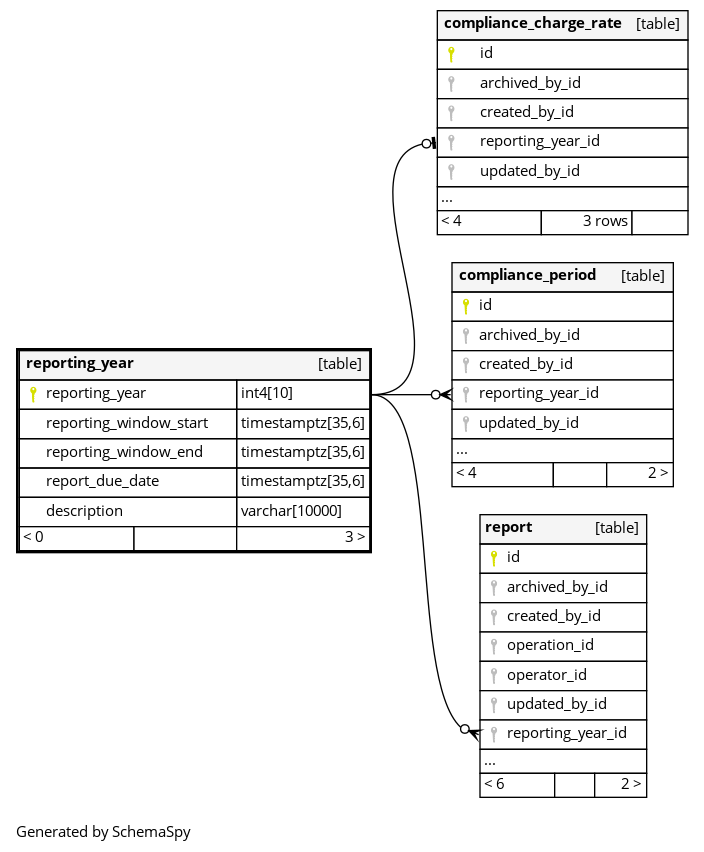 compliance_charge_rate [table]
id
archived_by_id
created_by_id
reporting_year_id
updated_by_id
...
< 4 3 rows
compliance_period [table]
id
archived_by_id
created_by_id
reporting_year_id
updated_by_id
...
< 4 2 >
reporting_year [table]
reporting_year int4[10]
reporting_window_start timestamptz[35,6]
reporting_window_end timestamptz[35,6]
report_due_date timestamptz[35,6]
description varchar[10000]
< 0 3 >
report [table]
id
archived_by_id
created_by_id
operation_id
operator_id
updated_by_id
reporting_year_id
...
< 6 2 >
Generated by SchemaSpy